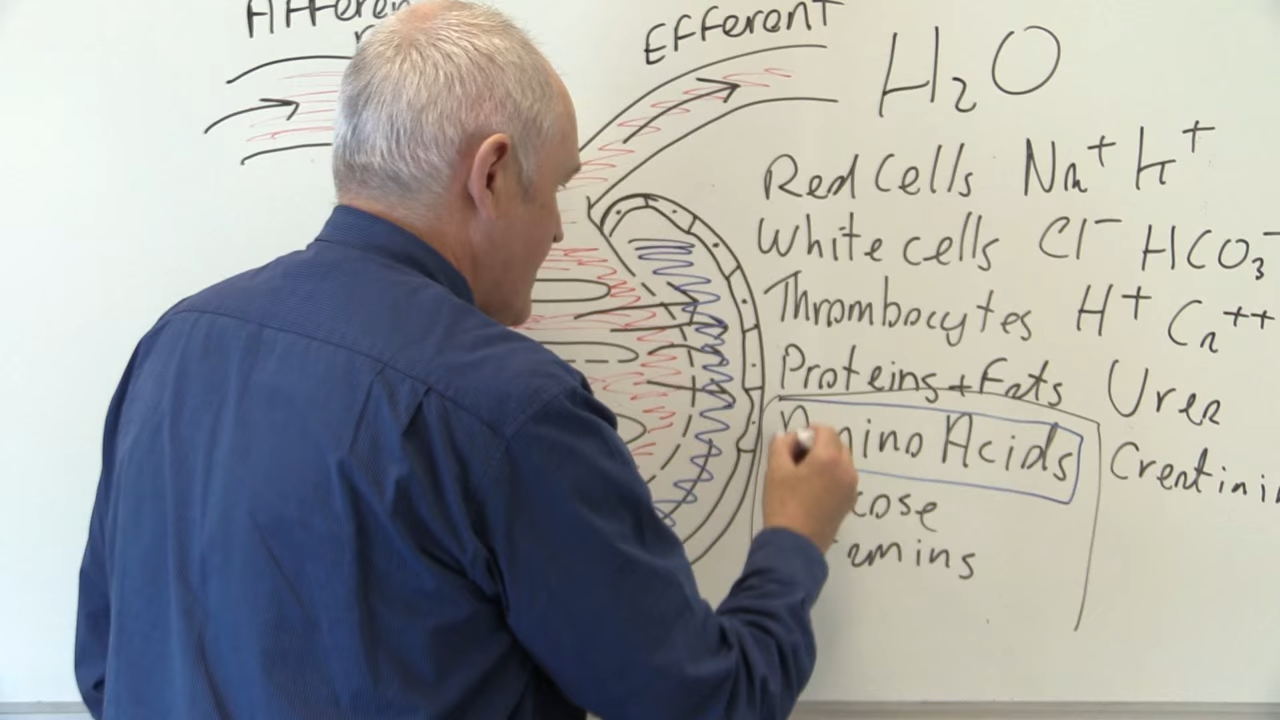 Afferen
Efferent
H₂O
Red Cells Na⁺ K⁺
White cells Cl⁻ HCO₃⁻
Thrombocytes H⁺ Ca⁺⁺
Proteins + Fats Urea
Amino Acids Creatini
cose
amins